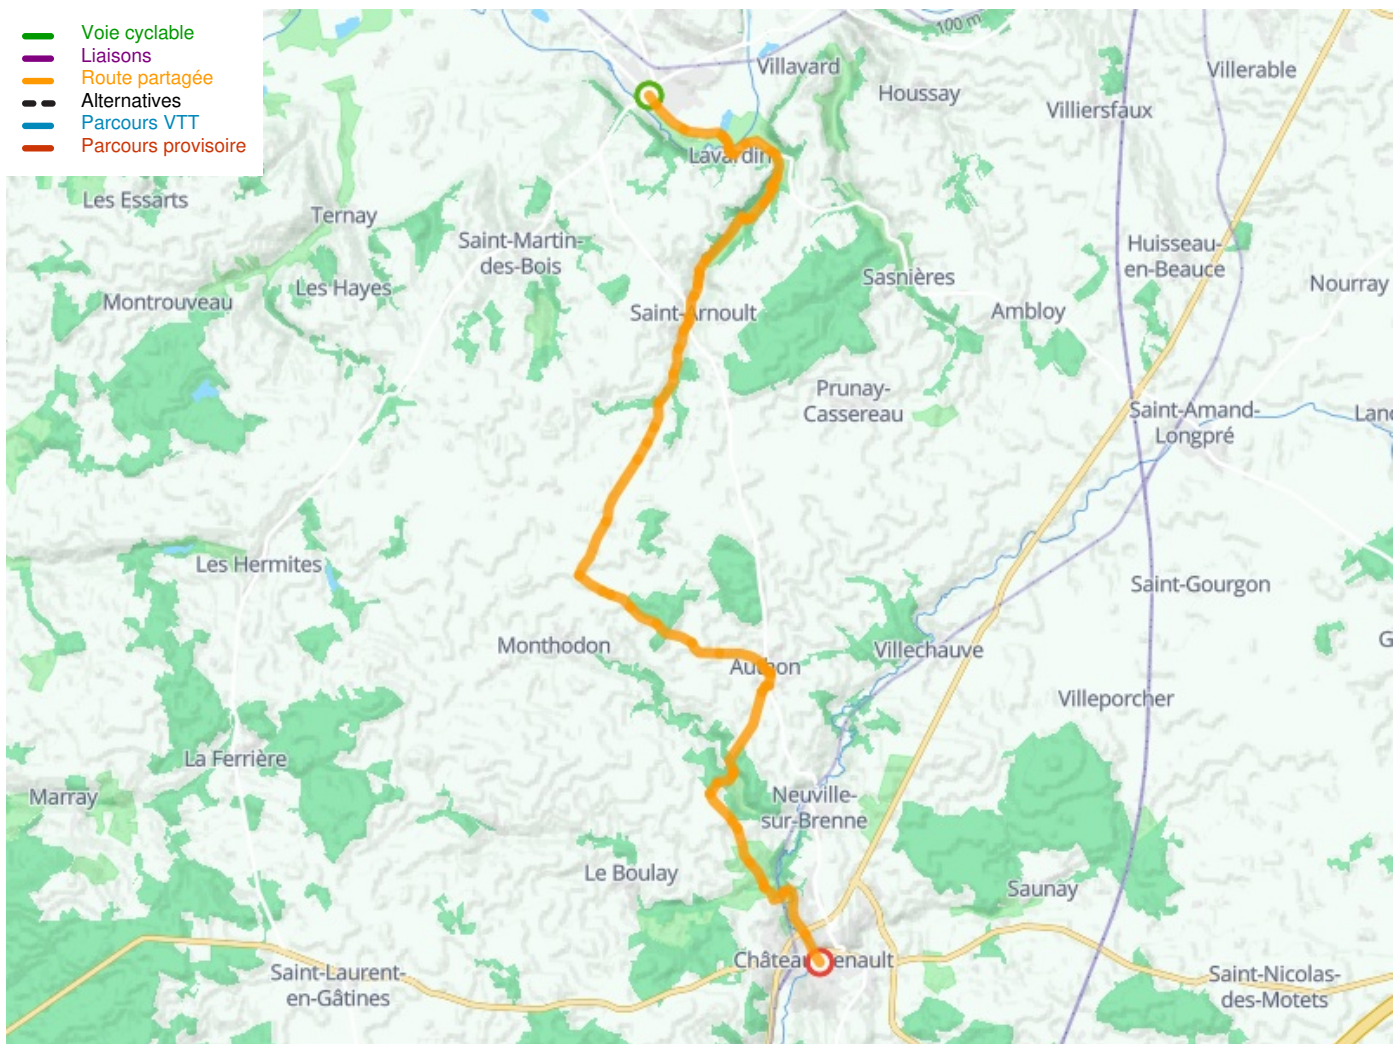 Voie cyclable
Liaisons
Route partagée
Alternatives
Parcours VTT
Parcours provisoire
100 m
Villavard
Houssay
Villerable
Villiersfaux
Lavardin
Les Essarts
Ternay
Saint-Martin-
des-Bois
Huisseau-
en-Beauce
Sasnières
Nourray
Les Hayes
Montrouveau
Saint-Arnoult
Ambloy
Prunay-
Cassereau
Saint-Amand-
Longpré
Lanc
Les Hermites
Saint-Gourgon
Monthodon
Authon
Villechauve
G
Villeporcher
La Ferrière
Marray
Neuville-
sur-Brenne
Le Boulay
Saunay
Château-Renault
Saint-Laurent-
en-Gâtines
Saint-Nicolas-
des-Motets